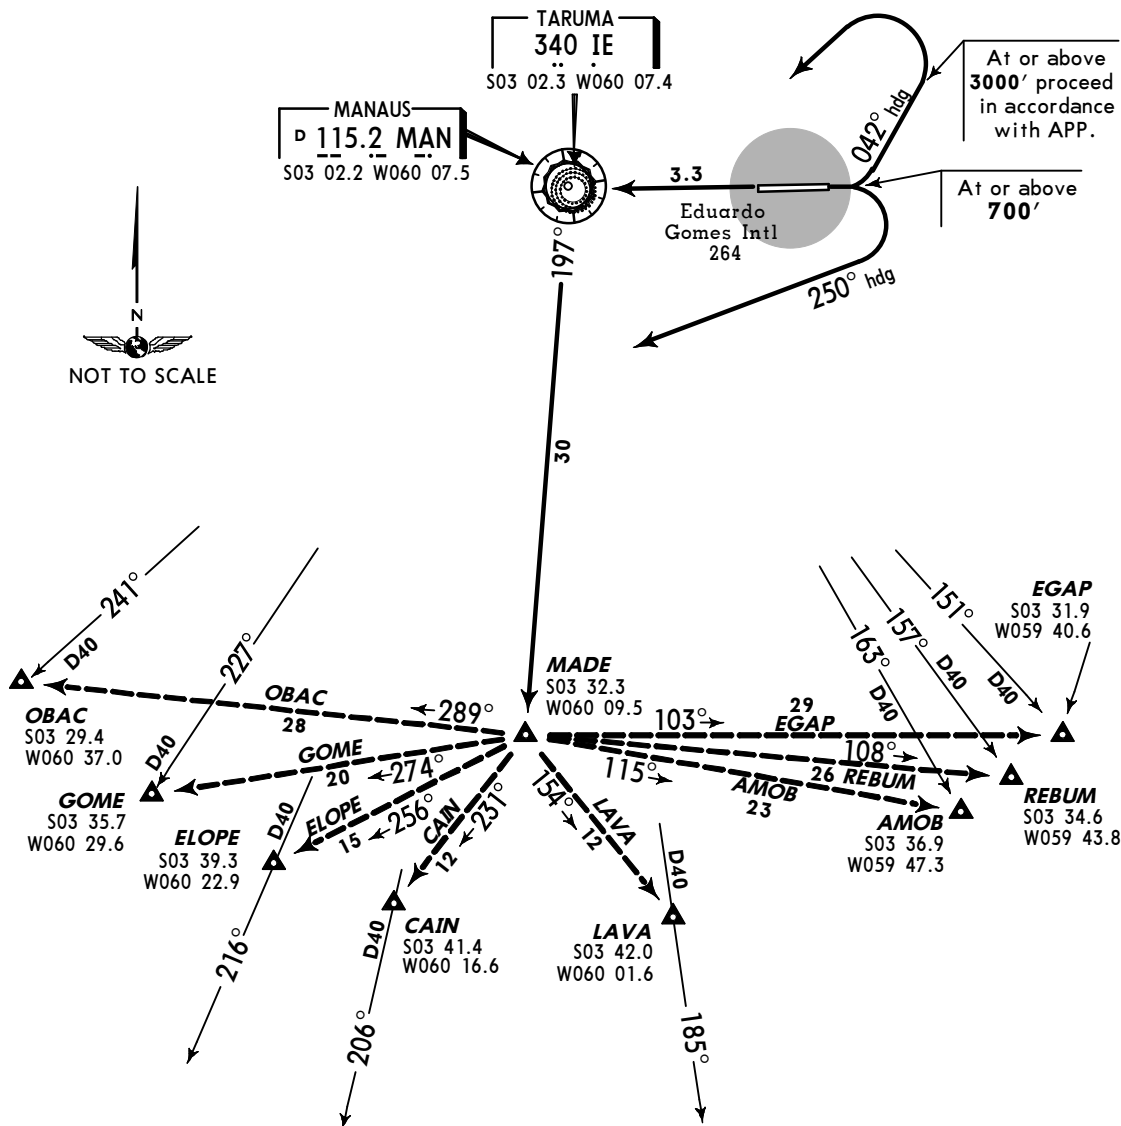 TARUMA
340 IE
S03 02.3 W060 07.4
MANAUS
D 115.2 MAN
S03 02.2 W060 07.5
At or above
3000' proceed
in accordance
with APP.
042° hdg
3.3
At or above
700'
Eduardo
Gomes Intl
264
250° hdg
197°
30
N
NOT TO SCALE
241°
D40
227°
D40
OBAC
S03 29.4
W060 37.0
OBAC
28
289°
GOME
S03 35.7
W060 29.6
GOME
20
274°
ELOPE
S03 39.3
W060 22.9
ELOPE
15
256°
D40
216°
CAIN
12
231°
CAIN
S03 41.4
W060 16.6
D40
206°
MADE
S03 32.3
W060 09.5
154°
LAVA
12
LAVA
S03 42.0
W060 01.6
D40
185°
103°
29
EGAP
108°
26 REBUM
115°
AMOB
23
151°
D40
157°
D40
163°
D40
EGAP
S03 31.9
W059 40.6
REBUM
S03 34.6
W059 43.8
AMOB
S03 36.9
W059 47.3